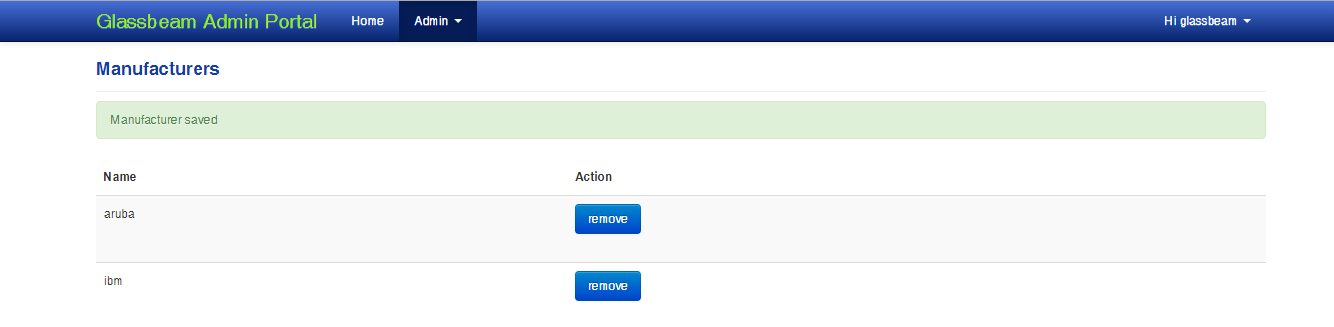 Glassbeam Admin Portal Home Admin Hi glassbeam
Manufacturers
Manufacturer saved
Name Action
aruba remove
ibm remove